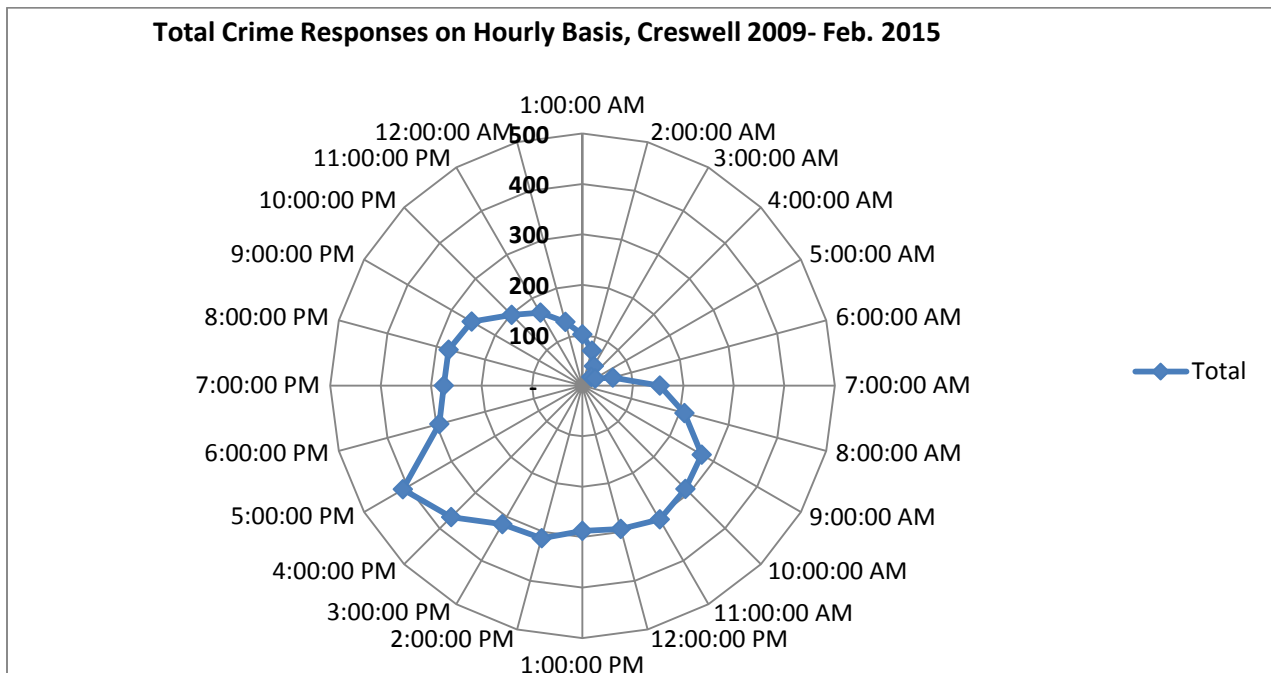 Total Crime Responses on Hourly Basis, Creswell 2009- Feb. 2015
1:00:00 AM
2:00:00 AM
3:00:00 AM
4:00:00 AM
5:00:00 AM
6:00:00 AM
7:00:00 AM
8:00:00 AM
9:00:00 AM
10:00:00 AM
11:00:00 AM
12:00:00 PM
1:00:00 PM
2:00:00 PM
3:00:00 PM
4:00:00 PM
5:00:00 PM
6:00:00 PM
7:00:00 PM
8:00:00 PM
9:00:00 PM
10:00:00 PM
11:00:00 PM
12:00:00 AM
500
400
300
200
100
-
Total